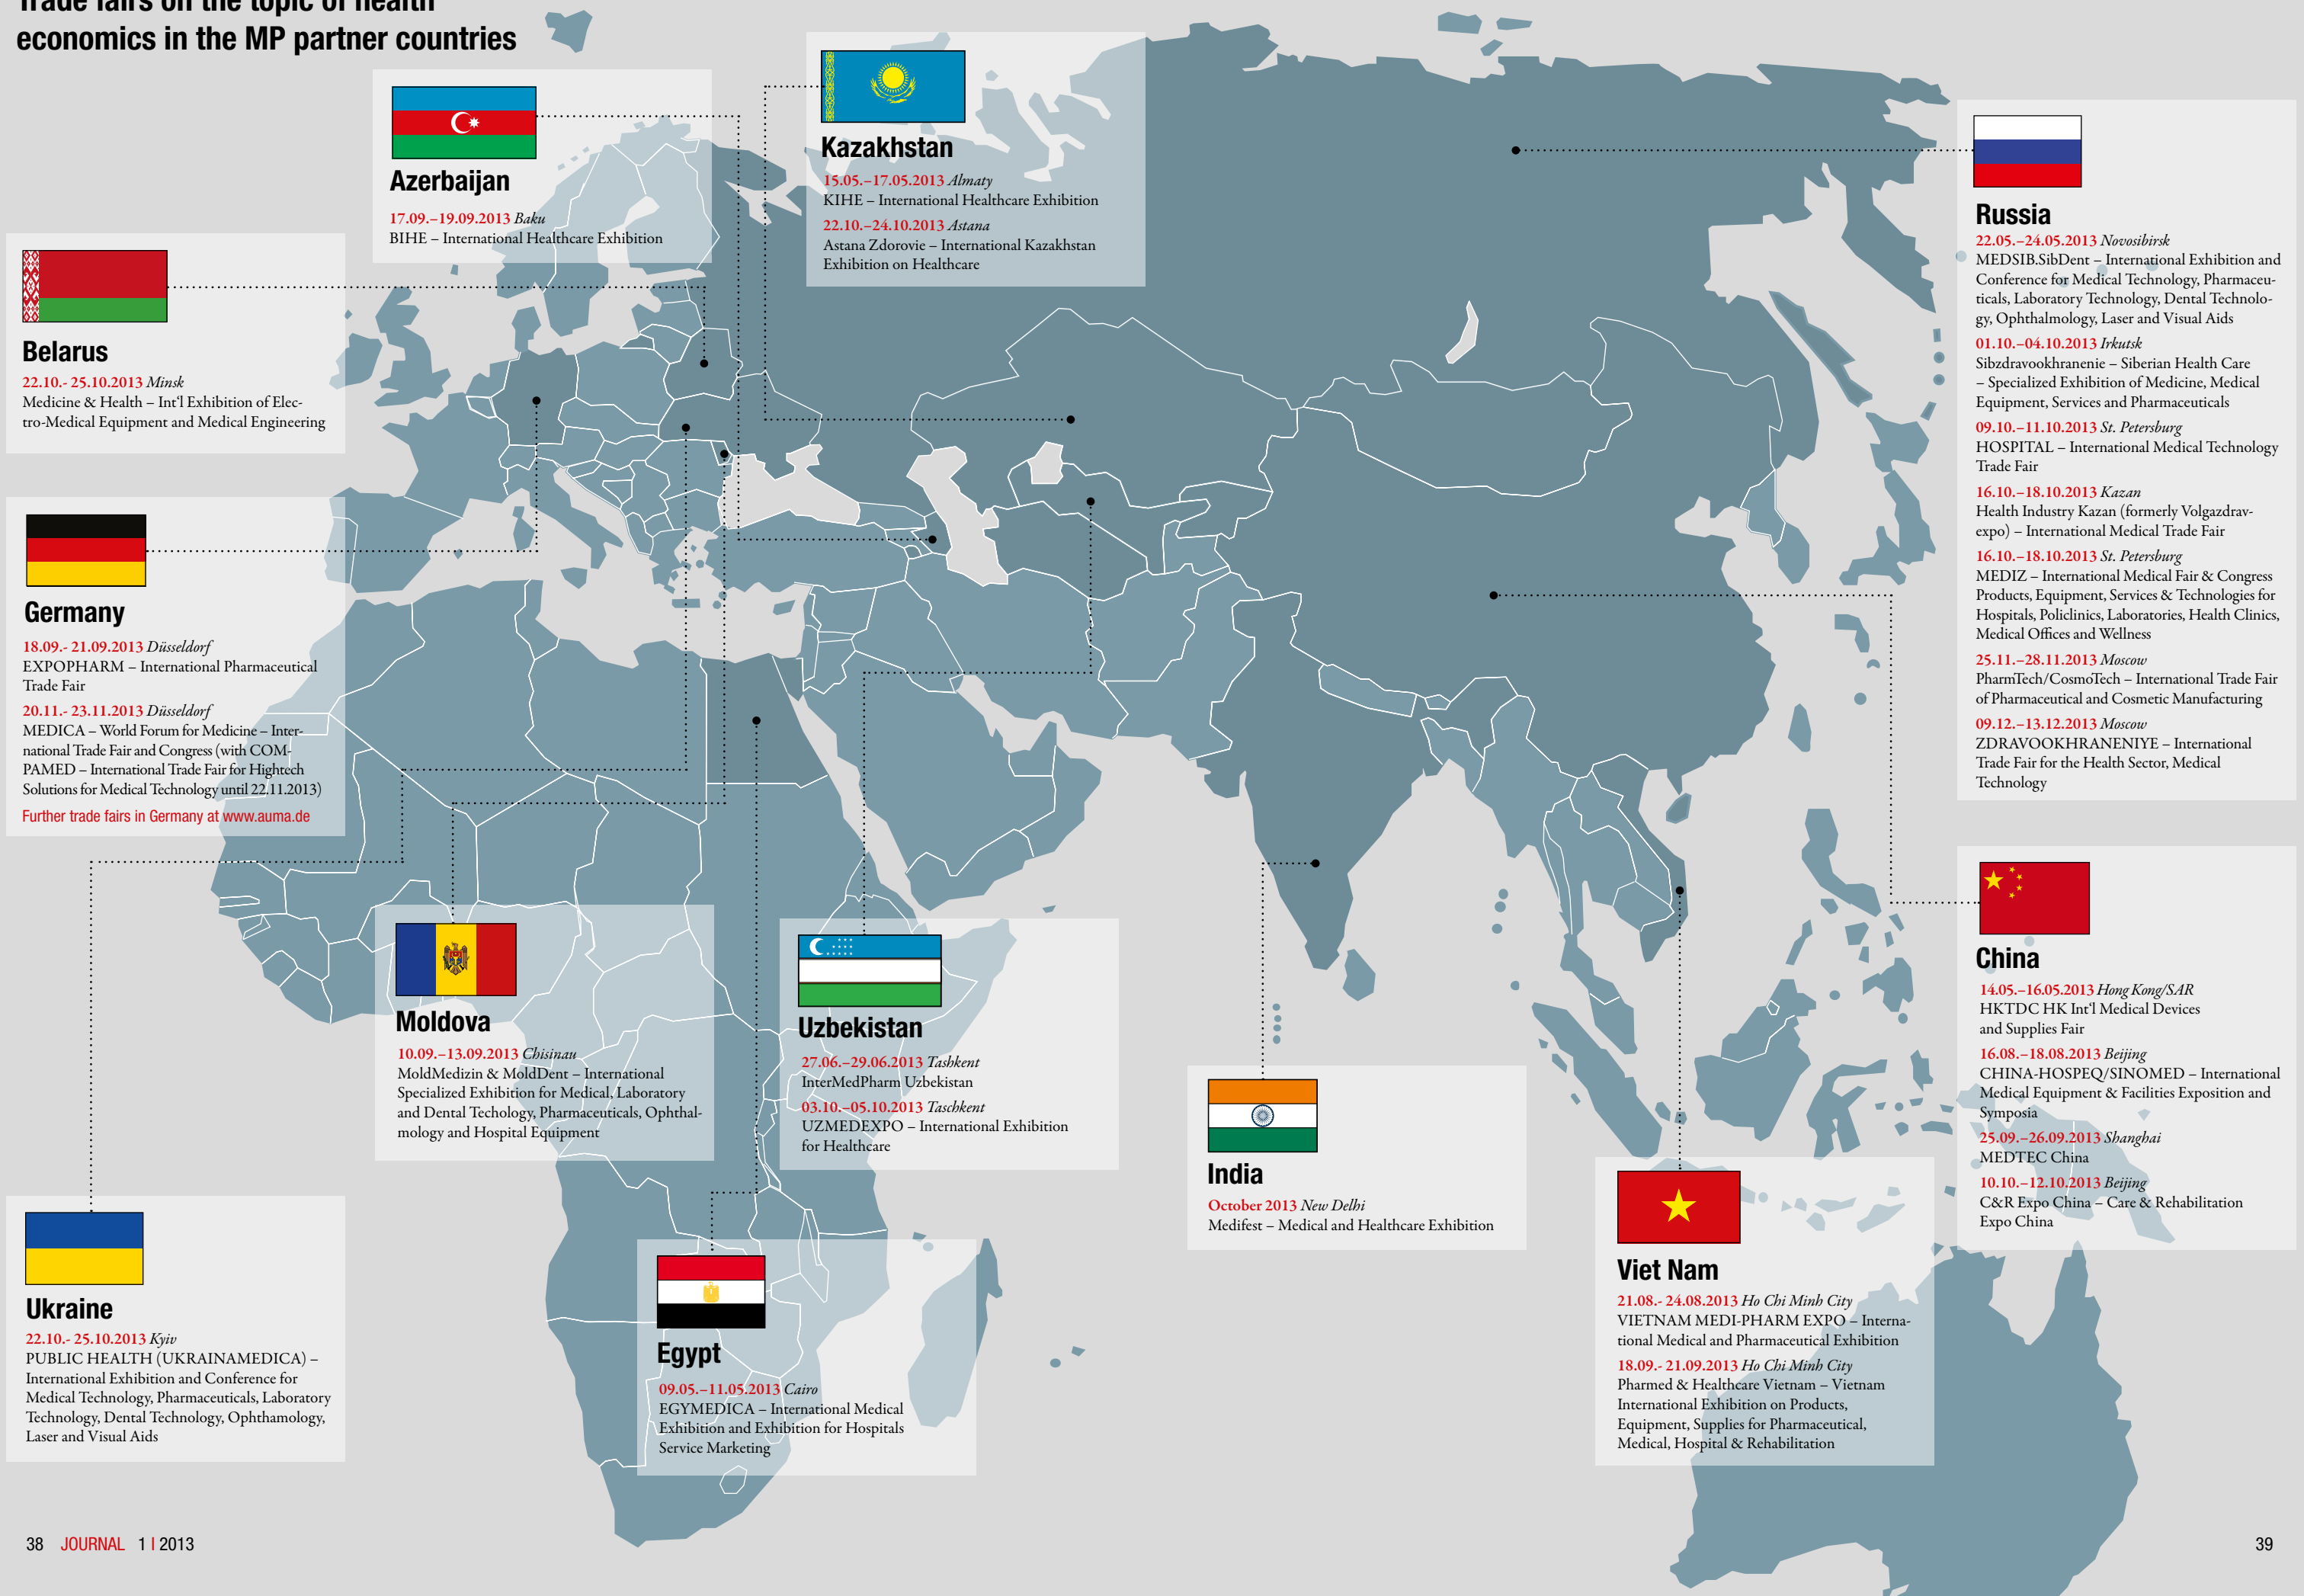 Trade fairs on the topic of health
economics in the MP partner countries
Azerbaijan
17.09.–19.09.2013 Baku
BIHE – International Healthcare Exhibition
Kazakhstan
15.05.–17.05.2013 Almaty
KIHE – International Healthcare Exhibition
22.10.–24.10.2013 Astana
Astana Zdorovie – International Kazakhstan
Exhibition on Healthcare
Belarus
22.10.- 25.10.2013 Minsk
Medicine & Health – Int'l Exhibition of Elec-
tro-Medical Equipment and Medical Engineering
Germany
18.09.- 21.09.2013 Düsseldorf
EXPOPHARM – International Pharmaceutical
Trade Fair
20.11.- 23.11.2013 Düsseldorf
MEDICA – World Forum for Medicine – Inter-
national Trade Fair and Congress (with COM-
PAMED – International Trade Fair for Hightech
Solutions for Medical Technology until 22.11.2013)
Further trade fairs in Germany at www.auma.de
Moldova
10.09.–13.09.2013 Chisinau
MoldMedizin & MoldDent – International
Specialized Exhibition for Medical, Laboratory
and Dental Techology, Pharmaceuticals, Ophthal-
mology and Hospital Equipment
Uzbekistan
27.06.–29.06.2013 Tashkent
InterMedPharm Uzbekistan
03.10.–05.10.2013 Taschkent
UZMEDEXPO – International Exhibition
for Healthcare
Ukraine
22.10.- 25.10.2013 Kyiv
PUBLIC HEALTH (UKRAINAMEDICA) –
International Exhibition and Conference for
Medical Technology, Pharmaceuticals, Laboratory
Technology, Dental Technology, Ophthamology,
Laser and Visual Aids
Egypt
09.05.–11.05.2013 Cairo
EGYMEDICA – International Medical
Exhibition and Exhibition for Hospitals
Service Marketing
India
October 2013 New Delhi
Medifest – Medical and Healthcare Exhibition
Viet Nam
21.08.- 24.08.2013 Ho Chi Minh City
VIETNAM MEDI-PHARM EXPO – Interna-
tional Medical and Pharmaceutical Exhibition
18.09.- 21.09.2013 Ho Chi Minh City
Pharmed & Healthcare Vietnam – Vietnam
International Exhibition on Products,
Equipment, Supplies for Pharmaceutical,
Medical, Hospital & Rehabilitation
Russia
22.05.–24.05.2013 Novosibirsk
MEDSIB.SibDent – International Exhibition and
Conference for Medical Technology, Pharmaceu-
ticals, Laboratory Technology, Dental Technolo-
gy, Ophthalmology, Laser and Visual Aids
01.10.–04.10.2013 Irkutsk
Sibzdravookhranenie – Siberian Health Care
– Specialized Exhibition of Medicine, Medical
Equipment, Services and Pharmaceuticals
09.10.–11.10.2013 St. Petersburg
HOSPITAL – International Medical Technology
Trade Fair
16.10.–18.10.2013 Kazan
Health Industry Kazan (formerly Volgazdrav-
expo) – International Medical Trade Fair
16.10.–18.10.2013 St. Petersburg
MEDIZ – International Medical Fair & Congress
Products, Equipment, Services & Technologies for
Hospitals, Policlinics, Laboratories, Health Clinics,
Medical Offices and Wellness
25.11.–28.11.2013 Moscow
PharmTech/CosmoTech – International Trade Fair
of Pharmaceutical and Cosmetic Manufacturing
09.12.–13.12.2013 Moscow
ZDRAVOOKHRANENIYE – International
Trade Fair for the Health Sector, Medical
Technology
China
14.05.–16.05.2013 Hong Kong/SAR
HKTDC HK Int'l Medical Devices
and Supplies Fair
16.08.–18.08.2013 Beijing
CHINA-HOSPEQ/SINOMED – International
Medical Equipment & Facilities Exposition and
Symposia
25.09.–26.09.2013 Shanghai
MEDTEC China
10.10.–12.10.2013 Beijing
C&R Expo China – Care & Rehabilitation
Expo China
38 JOURNAL 1 | 2013
39